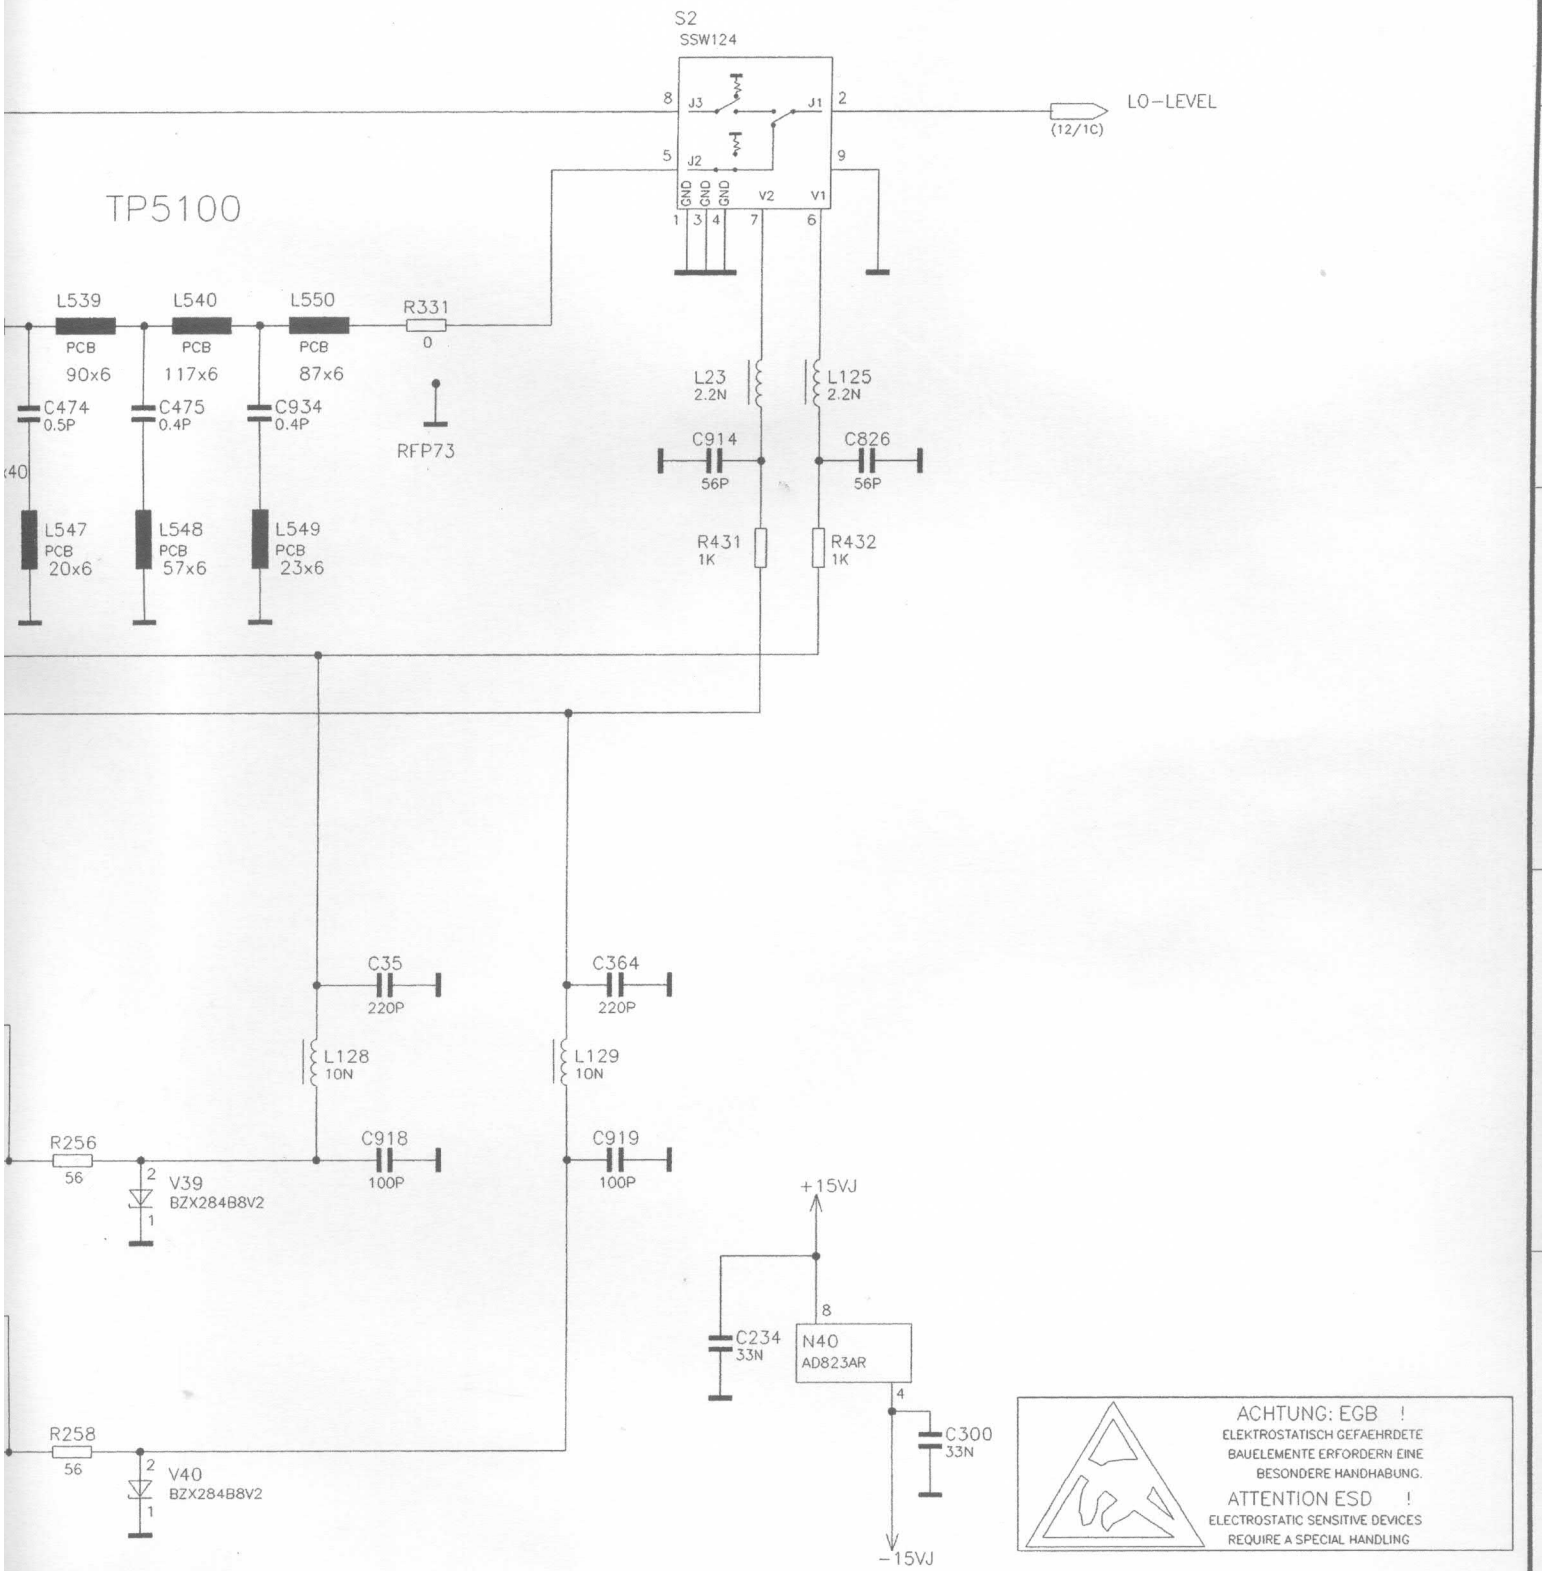 S2
SSW124
8
J3
J1
2
LO-LEVEL
(12/1C)
5
J2
9
GND
GND
GND
V2
V1
1
3
4
7
6
TP5100
L539
PCB
90x6
L540
PCB
117x6
L550
PCB
87x6
R331
0
C474
0.5P
C475
0.4P
C934
0.4P
RFP73
x40
L23
2.2N
L125
2.2N
C914
56P
C826
56P
L547
PCB
20x6
L548
PCB
57x6
L549
PCB
23x6
R431
1K
R432
1K
C35
220P
C364
220P
L128
10N
L129
10N
R256
56
C918
100P
C919
100P
2
V39
BZX284B8V2
1
+15VJ
8
C234
33N
N40
AD823AR
4
C300
33N
-15VJ
R258
56
2
V40
BZX284B8V2
1
ACHTUNG: EGB !
ELEKTROSTATISCH GEFAEHRDETE
BAUELEMENTE ERFORDERN EINE
BESONDERE HANDHABUNG.
ATTENTION ESD !
ELECTROSTATIC SENSITIVE DEVICES
REQUIRE A SPECIAL HANDLING